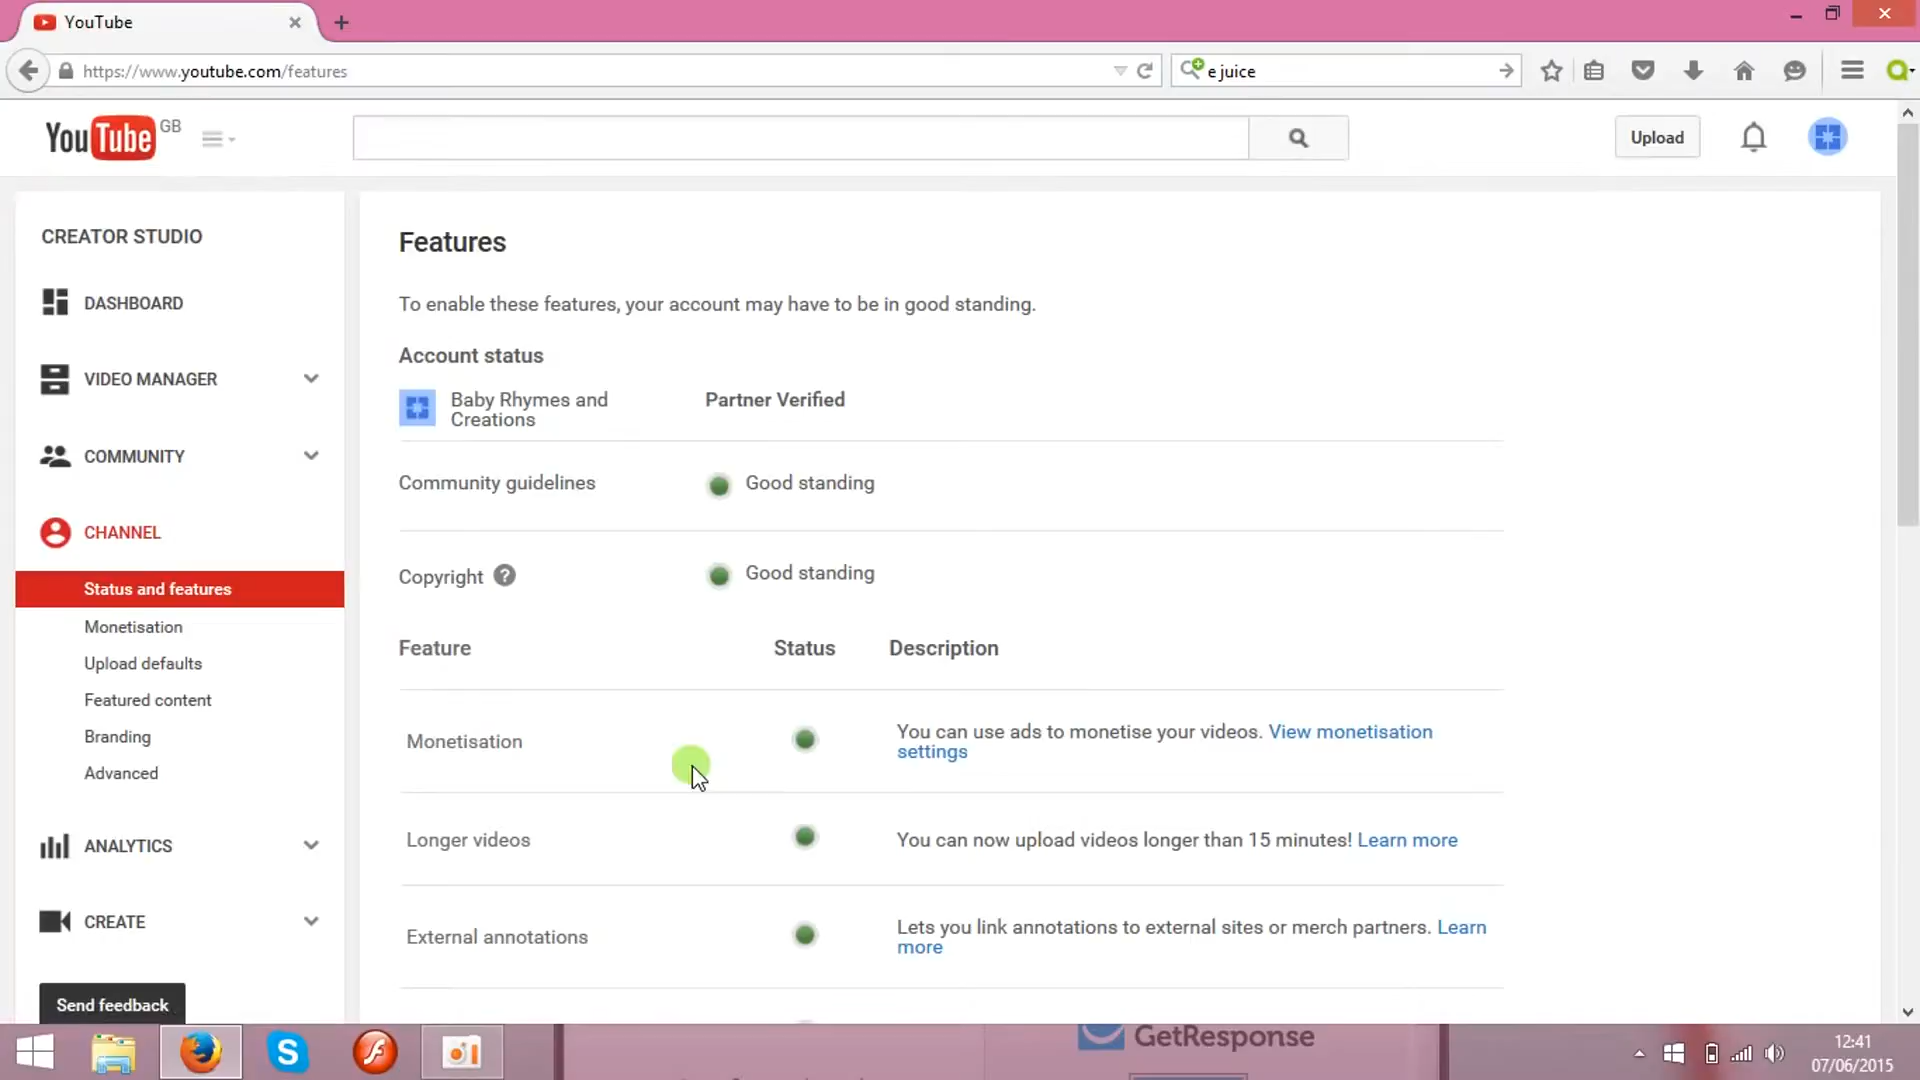 YouTube
https://www.youtube.com/features
e juice
YouTube GB
Upload
CREATOR STUDIO
DASHBOARD
VIDEO MANAGER
COMMUNITY
CHANNEL
Status and features
Monetisation
Upload defaults
Featured content
Branding
Advanced
ANALYTICS
CREATE
Send feedback
Features
To enable these features, your account may have to be in good standing.
Account status
Baby Rhymes and
Creations
Partner Verified
Community guidelines
Good standing
Copyright ?
Good standing
Feature Status Description
Monetisation
You can use ads to monetise your videos. View monetisation
settings
Longer videos
You can now upload videos longer than 15 minutes! Learn more
External annotations
Lets you link annotations to external sites or merch partners. Learn
more
GetResponse
12:41
07/06/2015